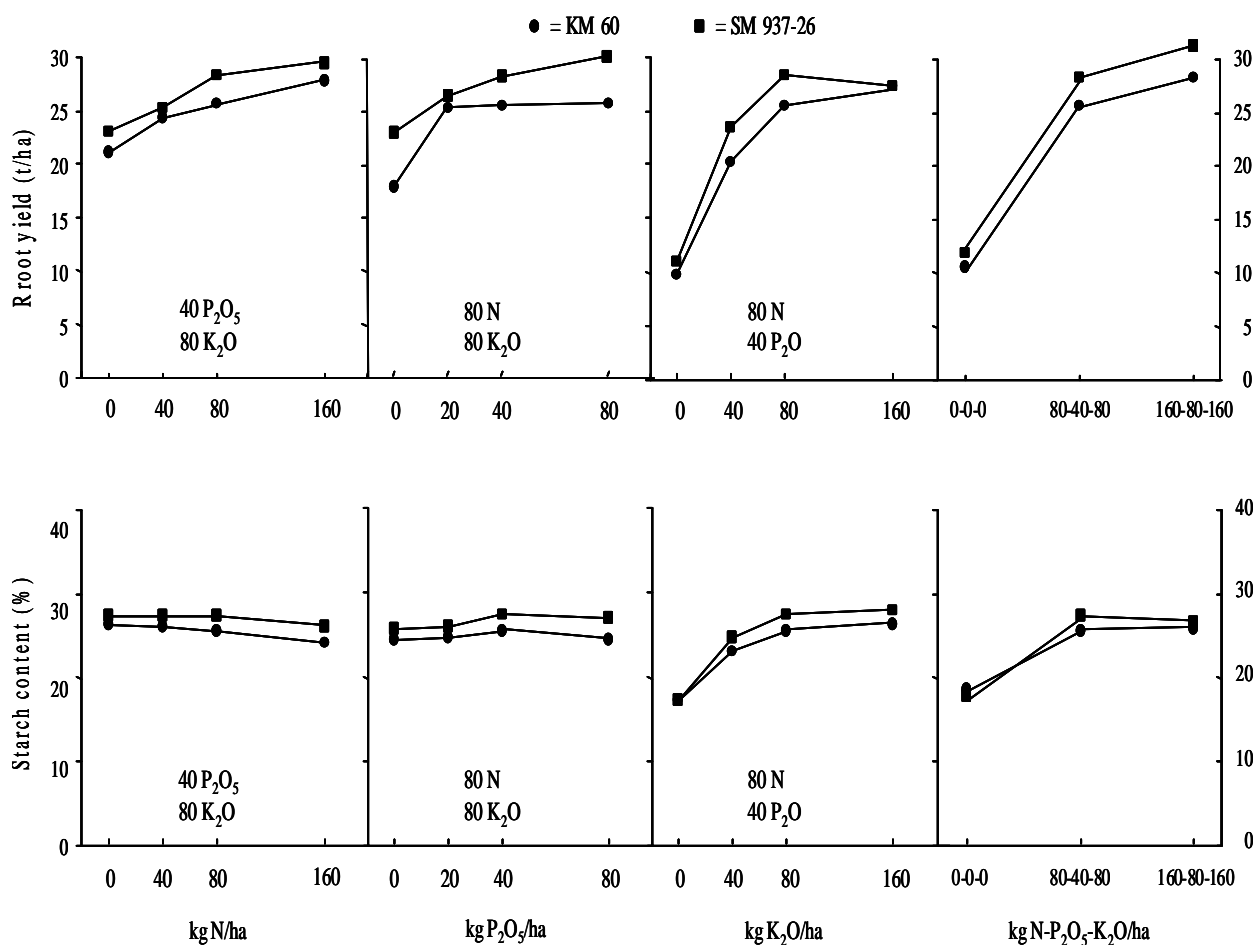 = KM 60 = SM 937-26
Rroot yield (t/ha)
30
25
20
15
10
5
0
40 P₂O₅
80 K₂O
80 N
80 K₂O
80 N
40 P₂O
30
25
20
15
10
5
0
0 40 80 160
0 20 40 80
0 40 80 160
0-0-0 80-40-80 160-80-160
Starch content (%)
40
30
20
10
0
40 P₂O₅
80 K₂O
80 N
80 K₂O
80 N
40 P₂O
40
30
20
10
0
0 40 80 160
0 20 40 80
0 40 80 160
0-0-0 80-40-80 160-80-160
kg N/ha
kg P₂O₅/ha
kg K₂O/ha
kg N-P₂O₅-K₂O/ha